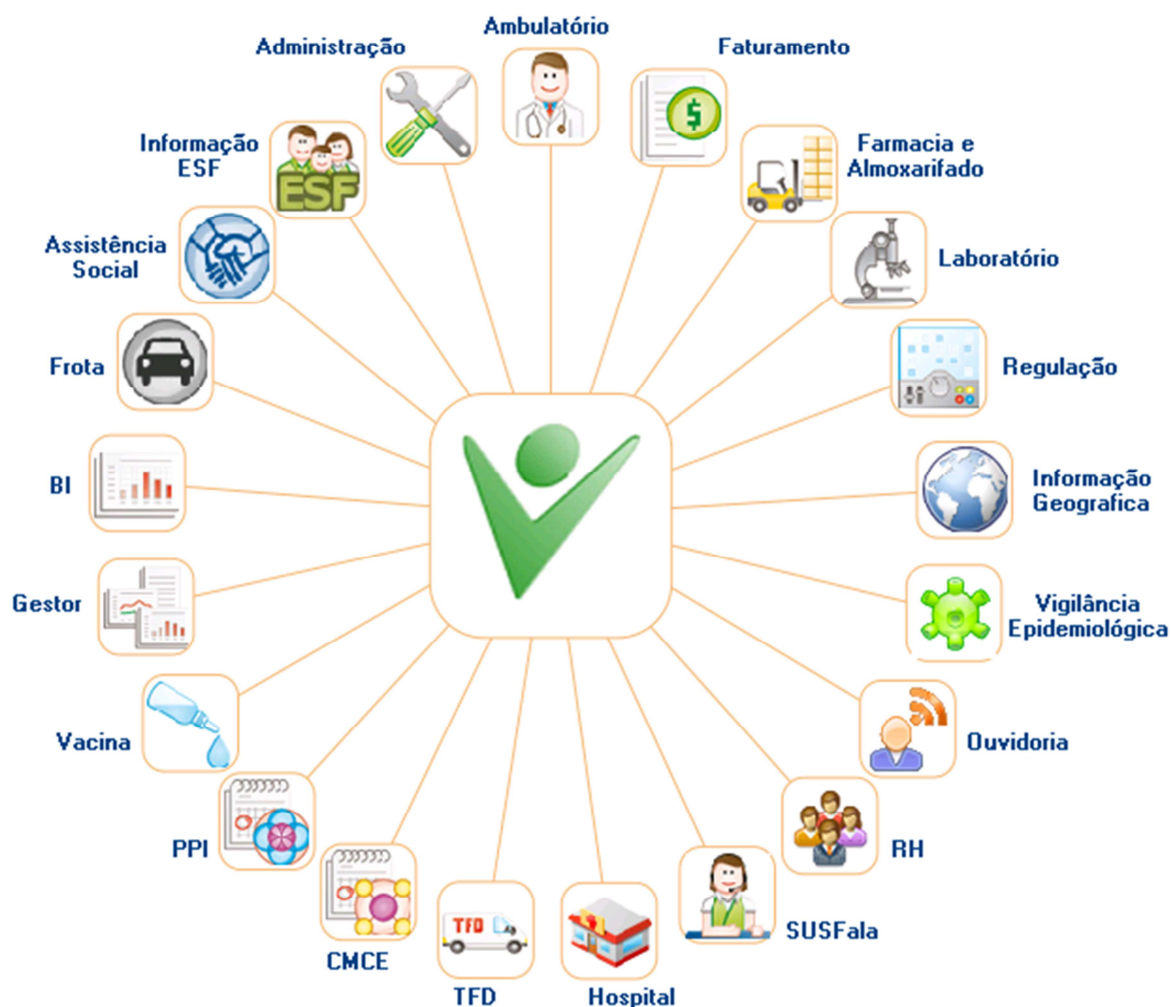 Ambulatório
Faturamento
$
Farmacia e
Almoxarifado
Laboratório
Regulação
Informação
Geografica
Vigilância
Epidemiológica
Ouvidoria
RH
SUSFala
Hospital
TFD
TFD
CMCE
PPI
Vacina
Gestor
BI
Frota
Assistência
Social
Informação
ESF
ESF
Administração